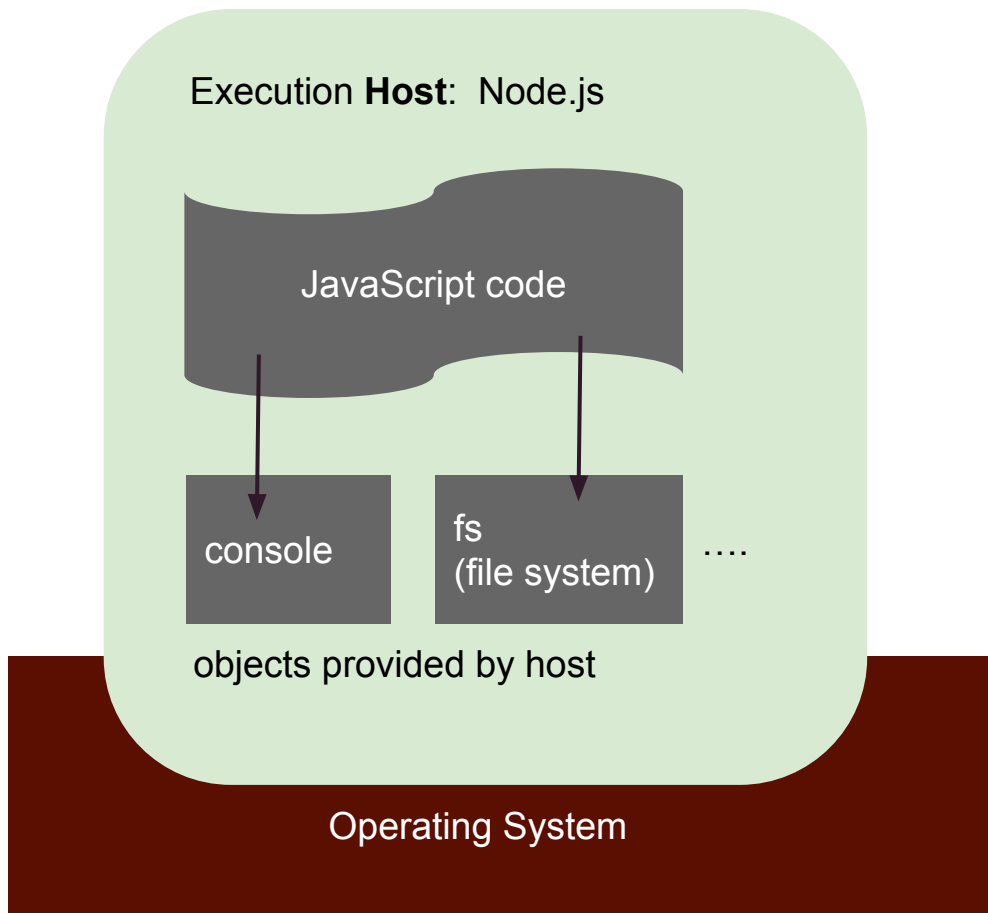 Execution Host: Node.js
JavaScript code
console
fs
(file system)
....
objects provided by host
Operating System